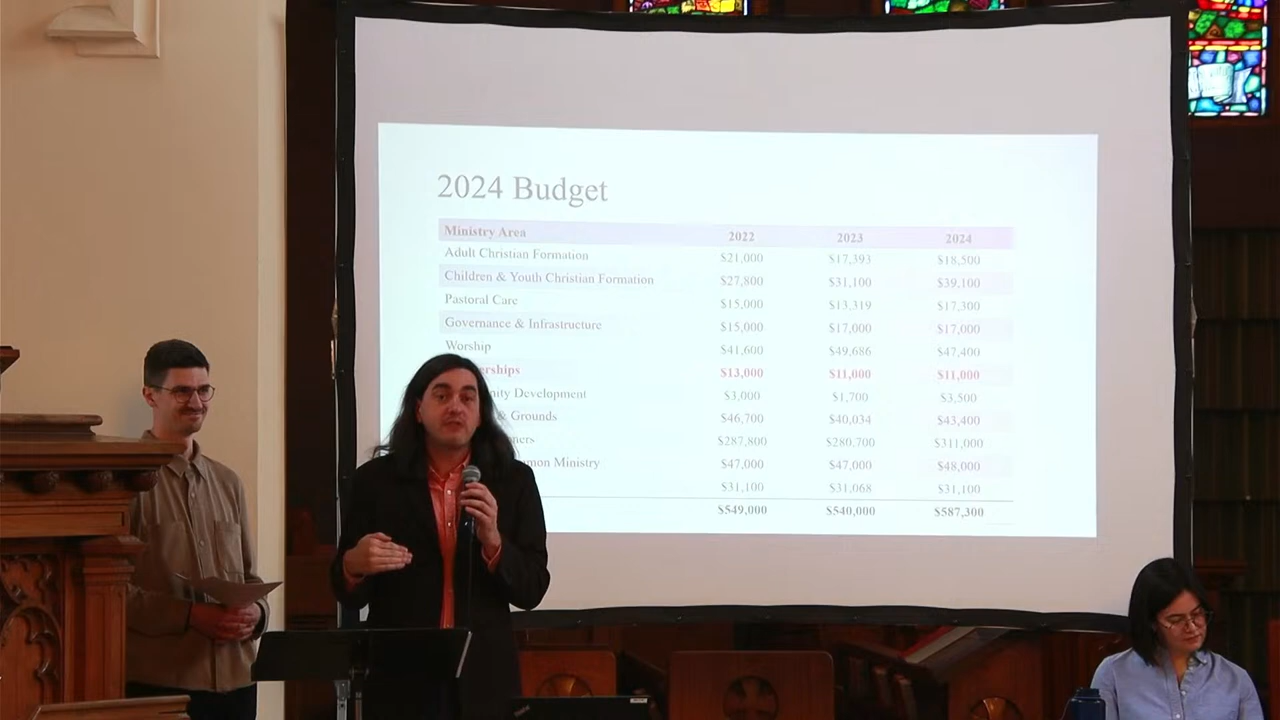 2024 Budget
Ministry Area 2022 2023 2024
Adult Christian Formation $21,000 $17,393 $18,500
Children & Youth Christian Formation $27,800 $31,100 $39,100
Pastoral Care $15,000 $13,319 $17,300
Governance & Infrastructure $15,000 $17,000 $17,000
Worship $41,600 $49,686 $47,400
erships $13,000 $11,000 $11,000
nity Development $3,000 $1,700 $3,500
& Grounds $46,700 $40,034 $43,400
ners $287,800 $280,700 $311,000
mon Ministry $47,000 $47,000 $48,000
$31,100 $31,068 $31,100
$549,000 $540,000 $587,300